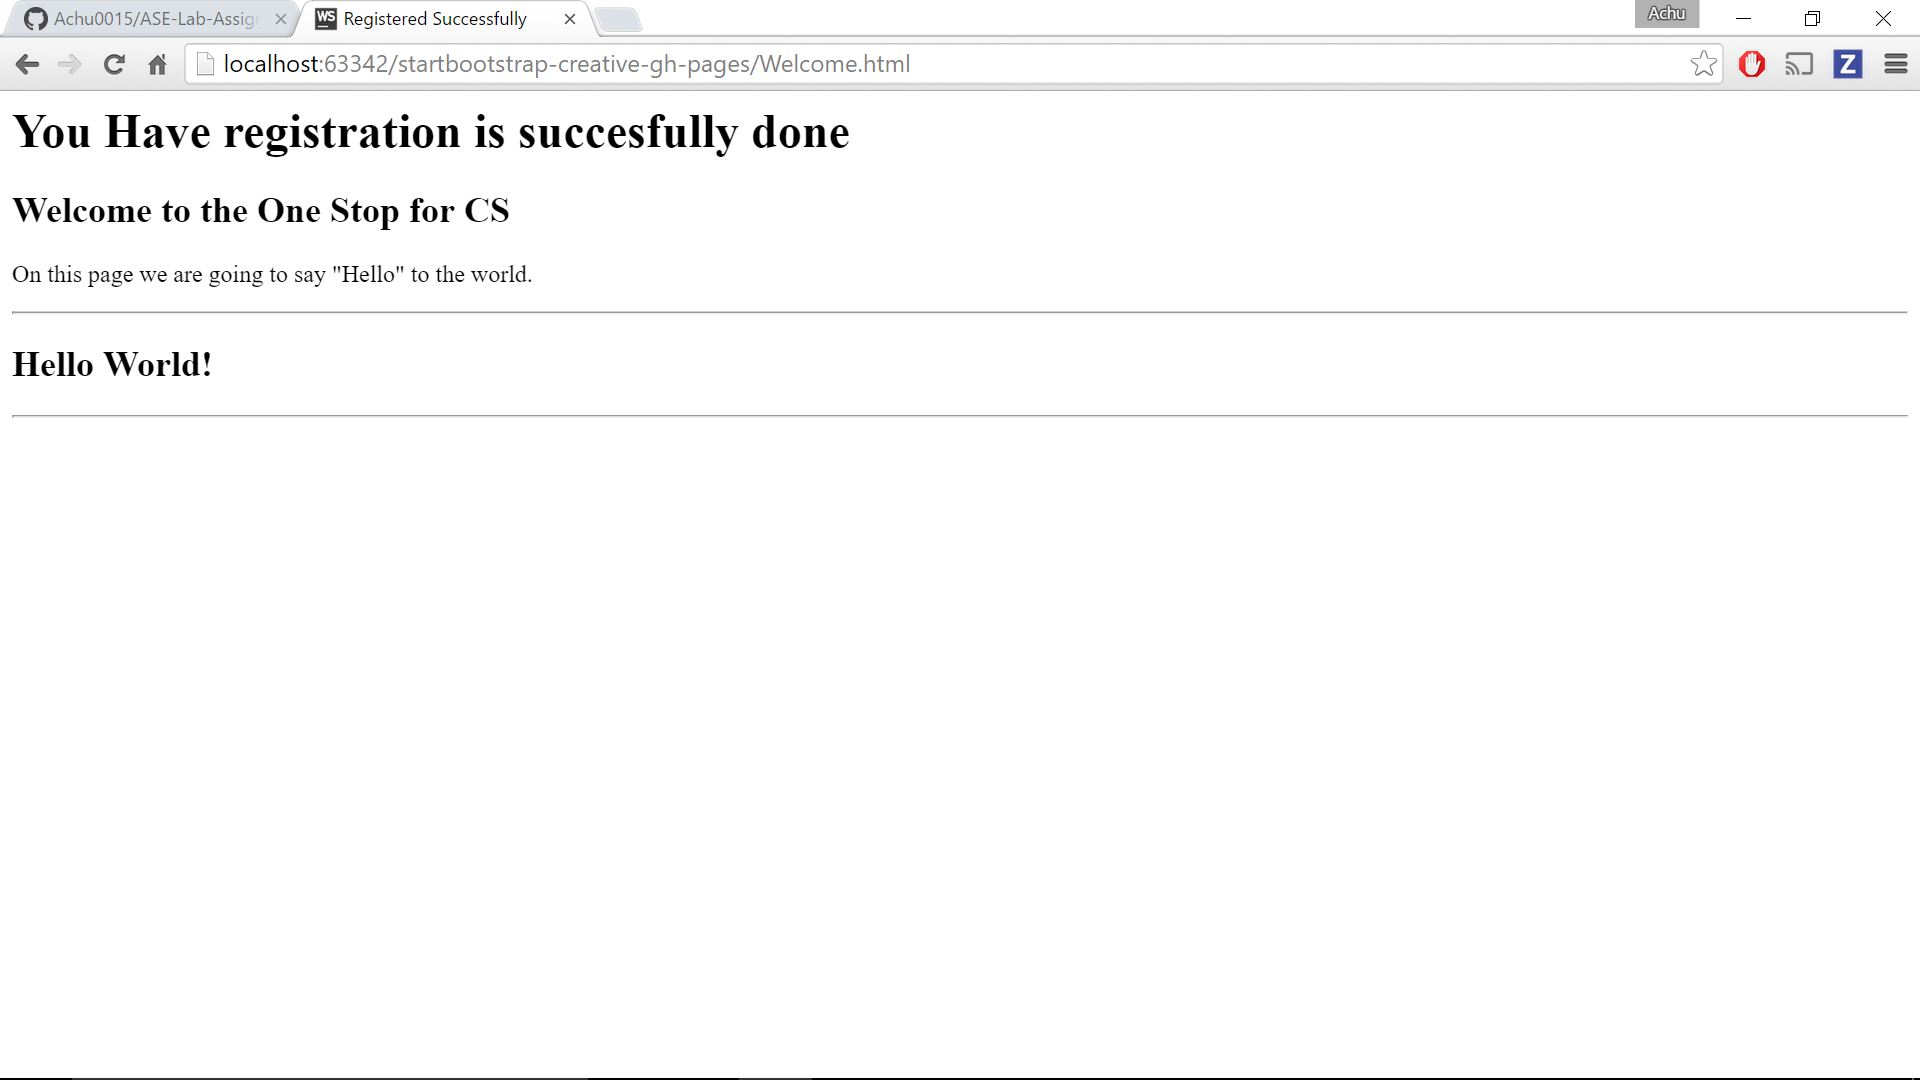 Achu0015/ASE-Lab-Assig
WS Registered Successfully
Achu
localhost:63342/startbootstrap-creative-gh-pages/Welcome.html
Z
You Have registration is succesfully done
Welcome to the One Stop for CS
On this page we are going to say "Hello" to the world.
Hello World!